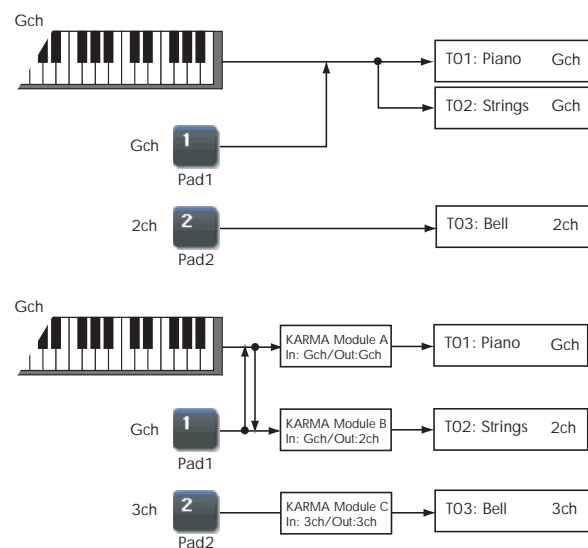 Gch
T01: Piano Gch
T02: Strings Gch
Gch 1
Pad1
2ch 2 T03: Bell 2ch
Pad2
Gch
KARMA Module A
In: Gch/Out:Gch
T01: Piano Gch
Gch 1
KARMA Module B
In: Gch/Out:2ch
T02: Strings 2ch
Pad1
3ch 2
KARMA Module C
In: 3ch/Out:3ch
T03: Bell 3ch
Pad2